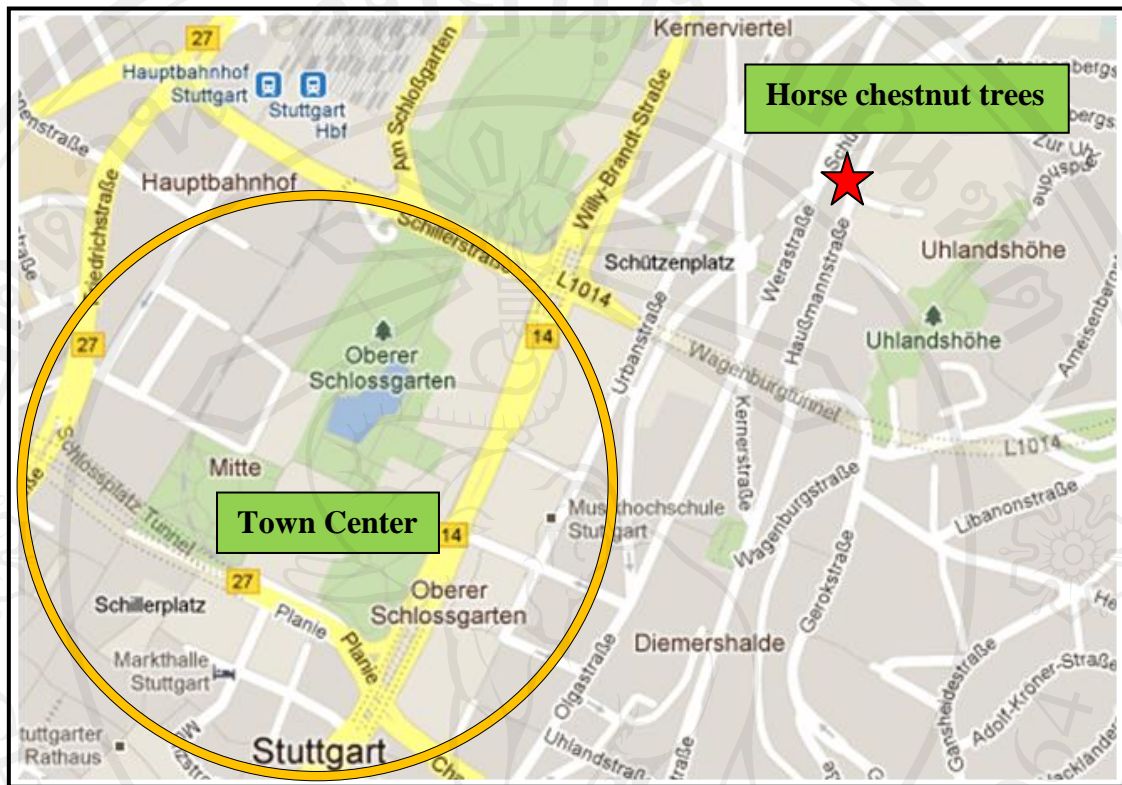 Kernerviertel
27
Hauptbahnhof
Stuttgart
Stuttgart
Hbf
Am Schloßgarten
Willy-Brandt-Straße
Horse chestnut trees
Zur
Hauptbahnhof
Friedrichstraße
Schillerstraße
L1014
Schützenplatz
Werastraße
Haußmannstraße
Uhlandshöhe
Uhlandshöhe
Ameisenberg
27
14
Oberer
Schlossgarten
Urbanstraße
Wagenburgtunnel
Kernerstraße
L1014
Schlossplatz Tunnel
Mitte
Town Center
14
Musikhochschule
Stuttgart
Wagenburgstraße
Libanonstraße
Gerokstraße
27
Schillerplatz
Planie
Planie
Oberer
Schlossgarten
Diemershalde
Markthalle
Stuttgart
Olgastraße
Gänsheidestraße
Adolf-Kröner-Straße
Rathaus
Stuttgart